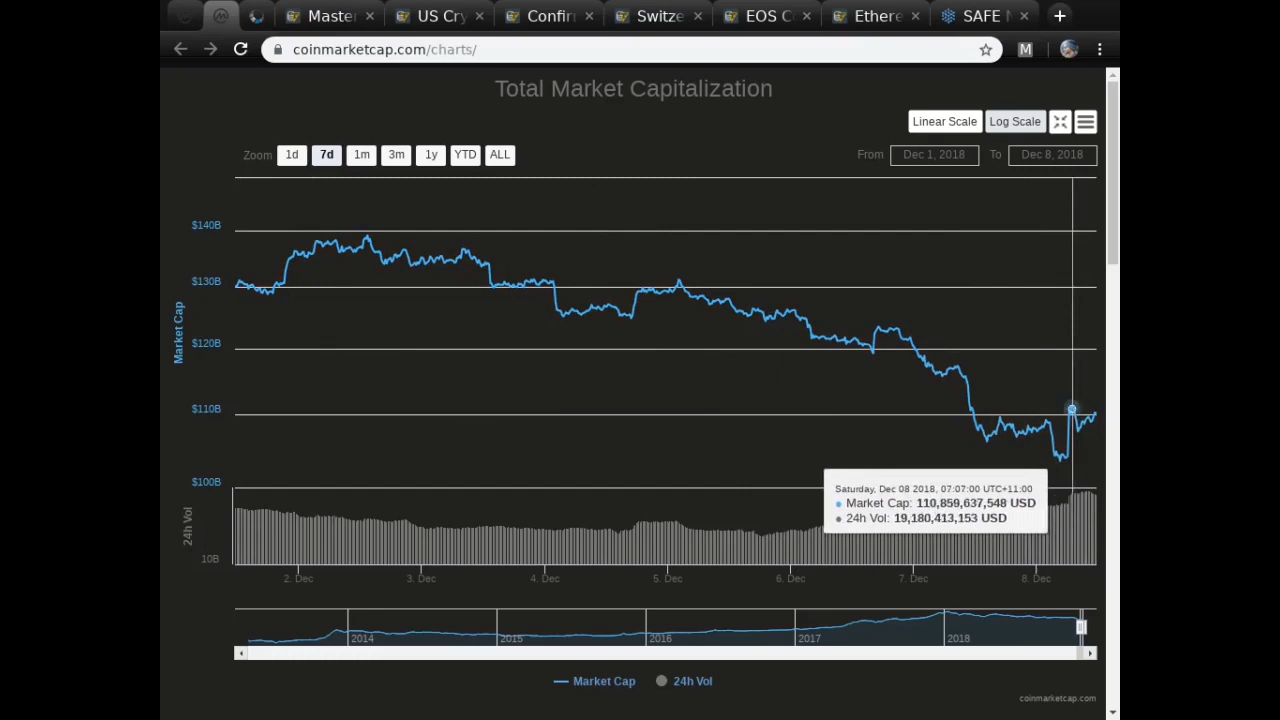 Master
US Cry
Confir
Switze
EOS C
Ethere
SAFE N
coinmarketcap.com/charts/
M
Total Market Capitalization
Linear Scale Log Scale
Zoom 1d 7d 1m 3m 1y YTD ALL From Dec 1, 2018 To Dec 8, 2018
$140B
$130B
$120B
$110B
$100B
Market Cap
24h Vol
10B
Saturday, Dec 08 2018, 07:07:00 UTC+11:00
Market Cap: 110,859,637,548 USD
24h Vol: 19,180,413,153 USD
2. Dec 3. Dec 4. Dec 5. Dec 6. Dec 7. Dec 8. Dec
2014 2015 2016 2017 2018
Market Cap 24h Vol
coinmarketcap.com